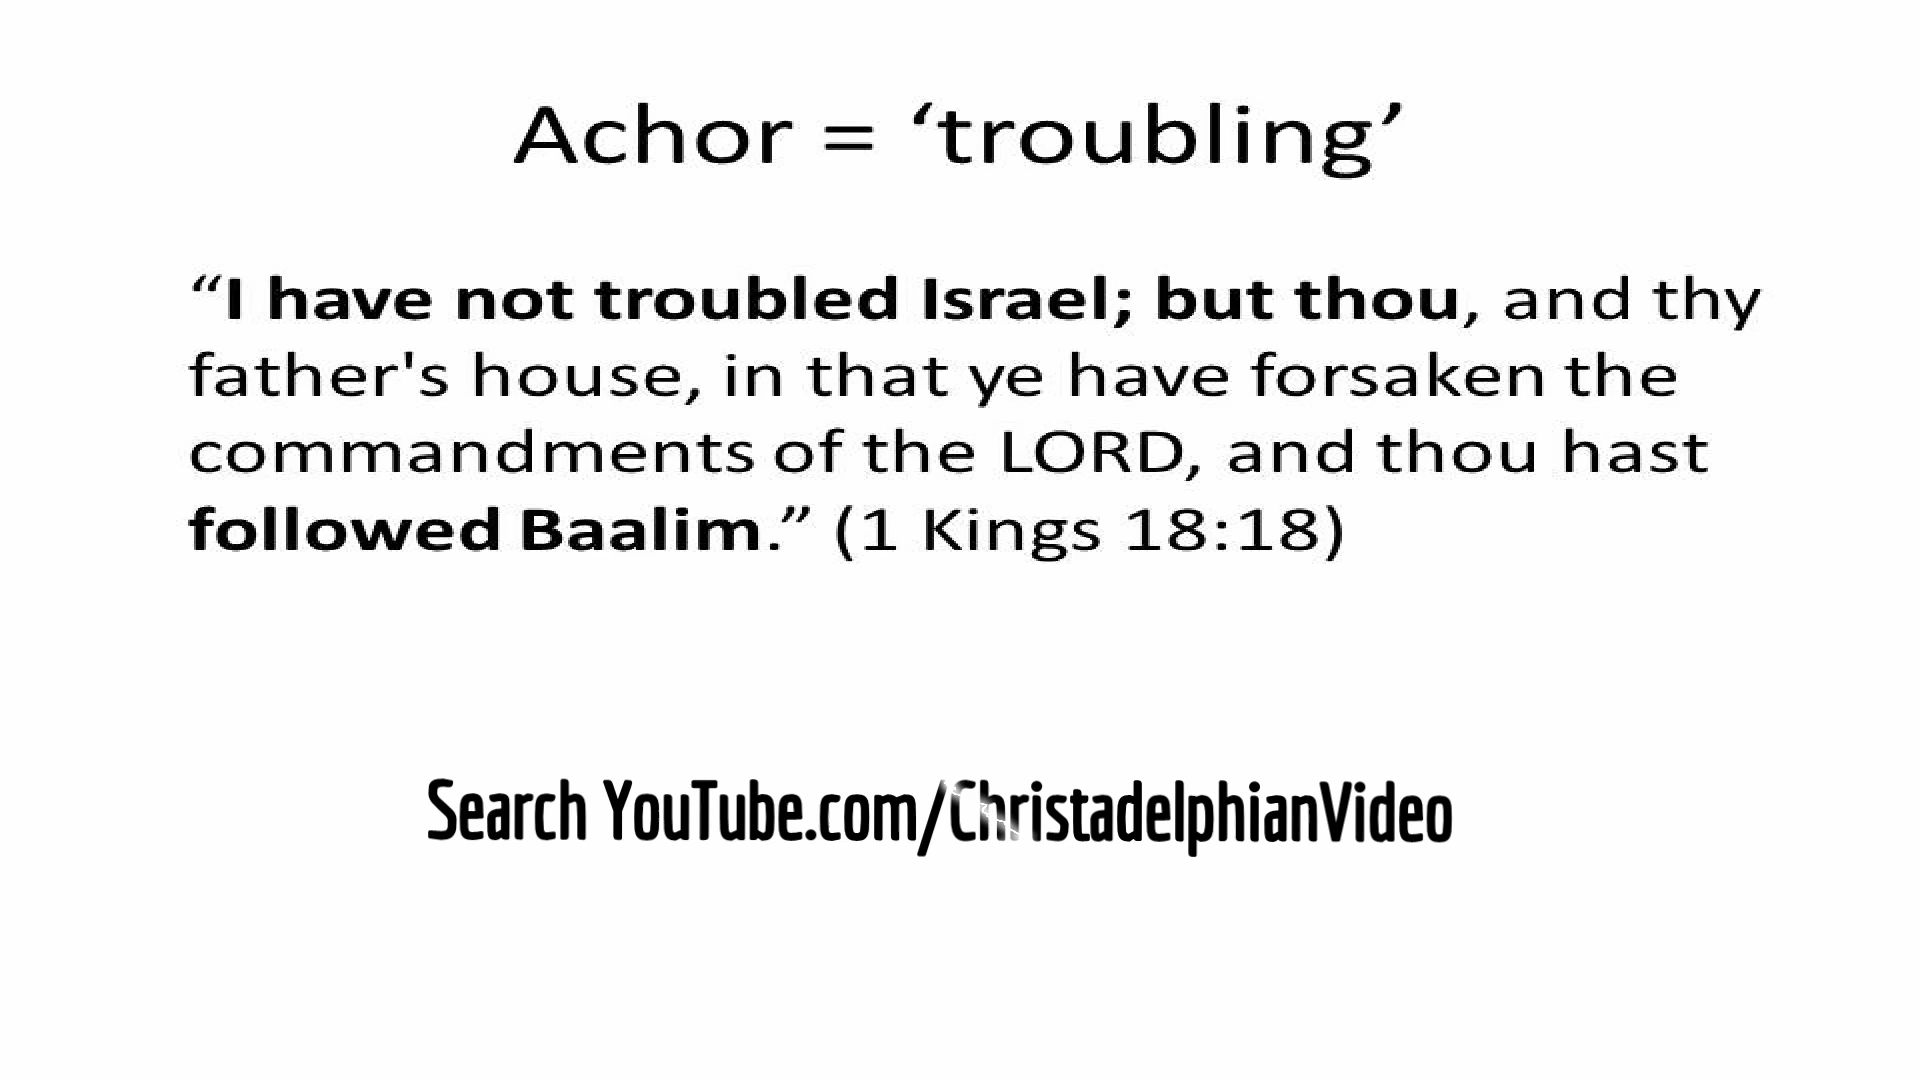 Achor = ‘troubling’
“I have not troubled Israel; but thou, and thy
father's house, in that ye have forsaken the
commandments of the LORD, and thou hast
followed Baalim.” (1 Kings 18:18)
Search YouTube.com/ChristadelphianVideo